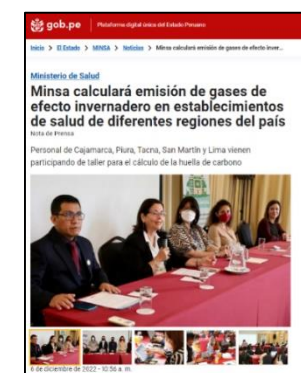 gob.pe | Plataforma digital única del Estado Peruano
Inicio > El Estado > MINSA > Noticias > Minsa calculará emisión de gases de efecto inver...
Ministerio de Salud
Minsa calculará emisión de gases de
efecto invernadero en establecimientos
de salud de diferentes regiones del país
Nota de Prensa
Personal de Cajamarca, Piura, Tacna, San Martín y Lima vienen
participando de taller para el cálculo de la huella de carbono
6 de diciembre de 2022 - 10:56 a. m.